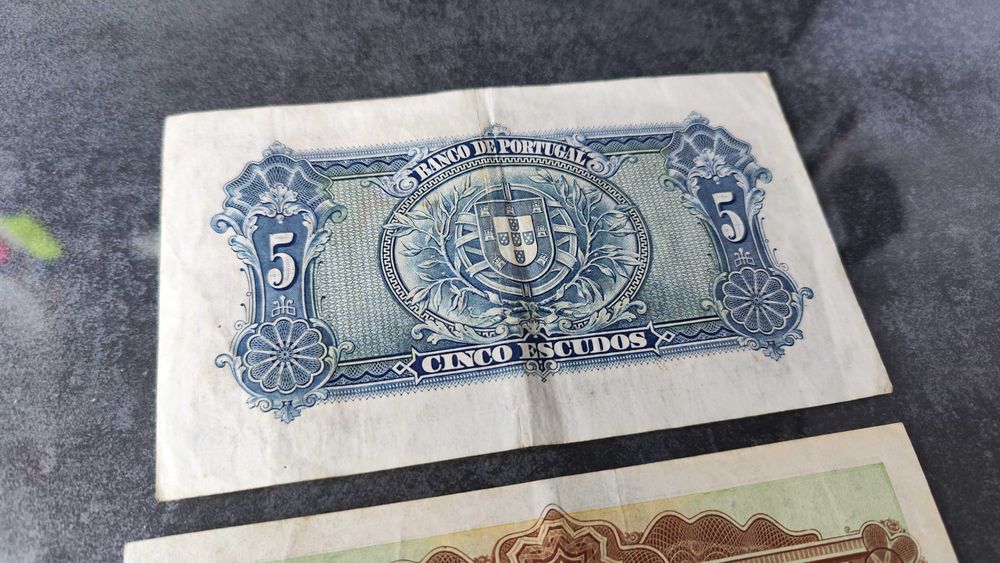 BANCO DE PORTUGAL
5
5
CINCO ESCUDOS